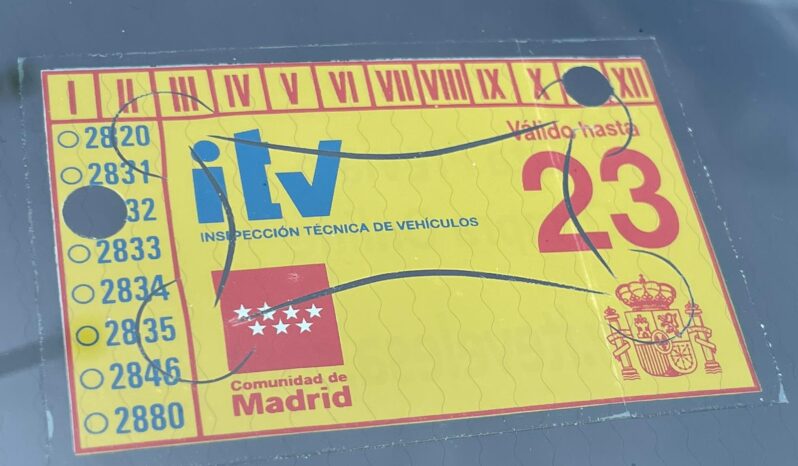 I II III IV V VI VII VIII IX X XII
2820
2831
32
2833
2834
2835
2846
2880
itv
INSPECCIÓN TÉCNICA DE VEHÍCULOS
Válido hasta
23
Comunidad de
Madrid